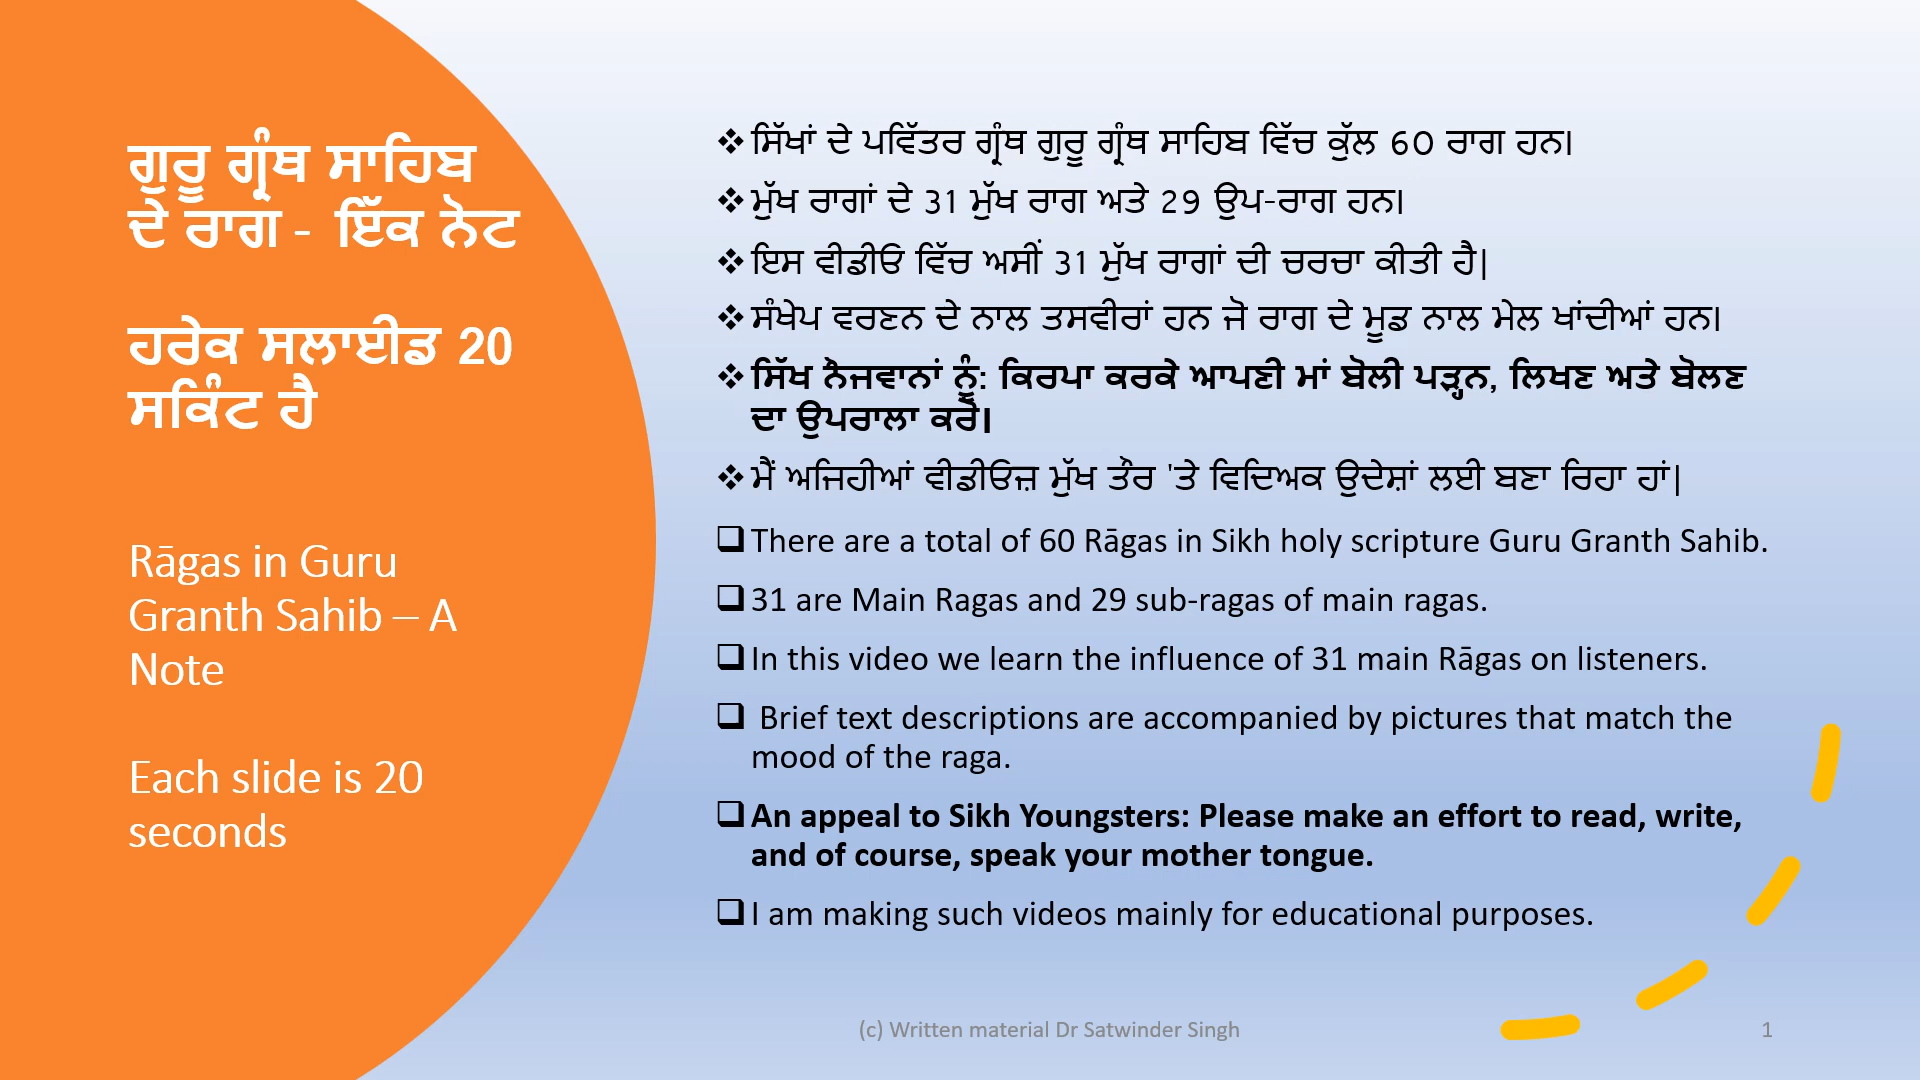 ਗੁਰੂ ਗ੍ਰੰਥ ਸਾਹਿਬ
ਦੇ ਰਾਗ - ਇੱਕ ਨੋਟ
ਹਰੇਕ ਸਲਾਈਡ 20
ਸਕਿੰਟ ਹੈ
Rāgas in Guru
Granth Sahib – A
Note
Each slide is 20
seconds
❖ ਸਿੱਖਾਂ ਦੇ ਪਵਿੱਤਰ ਗ੍ਰੰਥ ਗੁਰੂ ਗ੍ਰੰਥ ਸਾਹਿਬ ਵਿੱਚ ਕੁੱਲ 60 ਰਾਗ ਹਨ।
❖ ਮੁੱਖ ਰਾਗਾਂ ਦੇ 31 ਮੁੱਖ ਰਾਗ ਅਤੇ 29 ਉਪ-ਰਾਗ ਹਨ।
❖ ਇਸ ਵੀਡੀਓ ਵਿੱਚ ਅਸੀਂ 31 ਮੁੱਖ ਰਾਗਾਂ ਦੀ ਚਰਚਾ ਕੀਤੀ ਹੈ|
❖ ਸੰਖੇਪ ਵਰਣਨ ਦੇ ਨਾਲ ਤਸਵੀਰਾਂ ਹਨ ਜੋ ਰਾਗ ਦੇ ਮੂਡ ਨਾਲ ਮੇਲ ਖਾਂਦੀਆਂ ਹਨ।
❖ ਸਿੱਖ ਨੌਜਵਾਨਾਂ ਨੂੰ: ਕਿਰਪਾ ਕਰਕੇ ਆਪਣੀ ਮਾਂ ਬੋਲੀ ਪੜ੍ਹਨ, ਲਿਖਣ ਅਤੇ ਬੋਲਣ
ਦਾ ਉਪਰਾਲਾ ਕਰੋ।
❖ ਮੈਂ ਅਜਿਹੀਆਂ ਵੀਡੀਓਜ਼ ਮੁੱਖ ਤੌਰ 'ਤੇ ਵਿਦਿਅਕ ਉਦੇਸ਼ਾਂ ਲਈ ਬਣਾ ਰਿਹਾ ਹਾਂ|
❑ There are a total of 60 Rāgas in Sikh holy scripture Guru Granth Sahib.
❑ 31 are Main Ragas and 29 sub-ragas of main ragas.
❑ In this video we learn the influence of 31 main Rāgas on listeners.
❑ Brief text descriptions are accompanied by pictures that match the
mood of the raga.
❑ An appeal to Sikh Youngsters: Please make an effort to read, write,
and of course, speak your mother tongue.
❑ I am making such videos mainly for educational purposes.
(c) Written material Dr Satwinder Singh
1